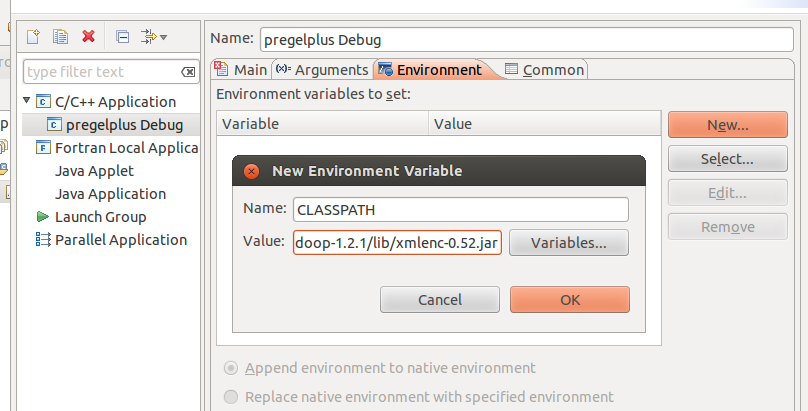 Name: pregelplus Debug
type filter text
C/C++ Application
pregelplus Debug
Fortran Local Applica
Java Applet
Java Application
Launch Group
Parallel Application
Main (x)= Arguments Environment Common
Environment variables to set:
Variable Value
New...
Select...
Edit...
Remove
New Environment Variable
Name: CLASSPATH
Value: doop-1.2.1/lib/xmlenc-0.52.jar Variables...
Cancel OK
Append environment to native environment
Replace native environment with specified environment